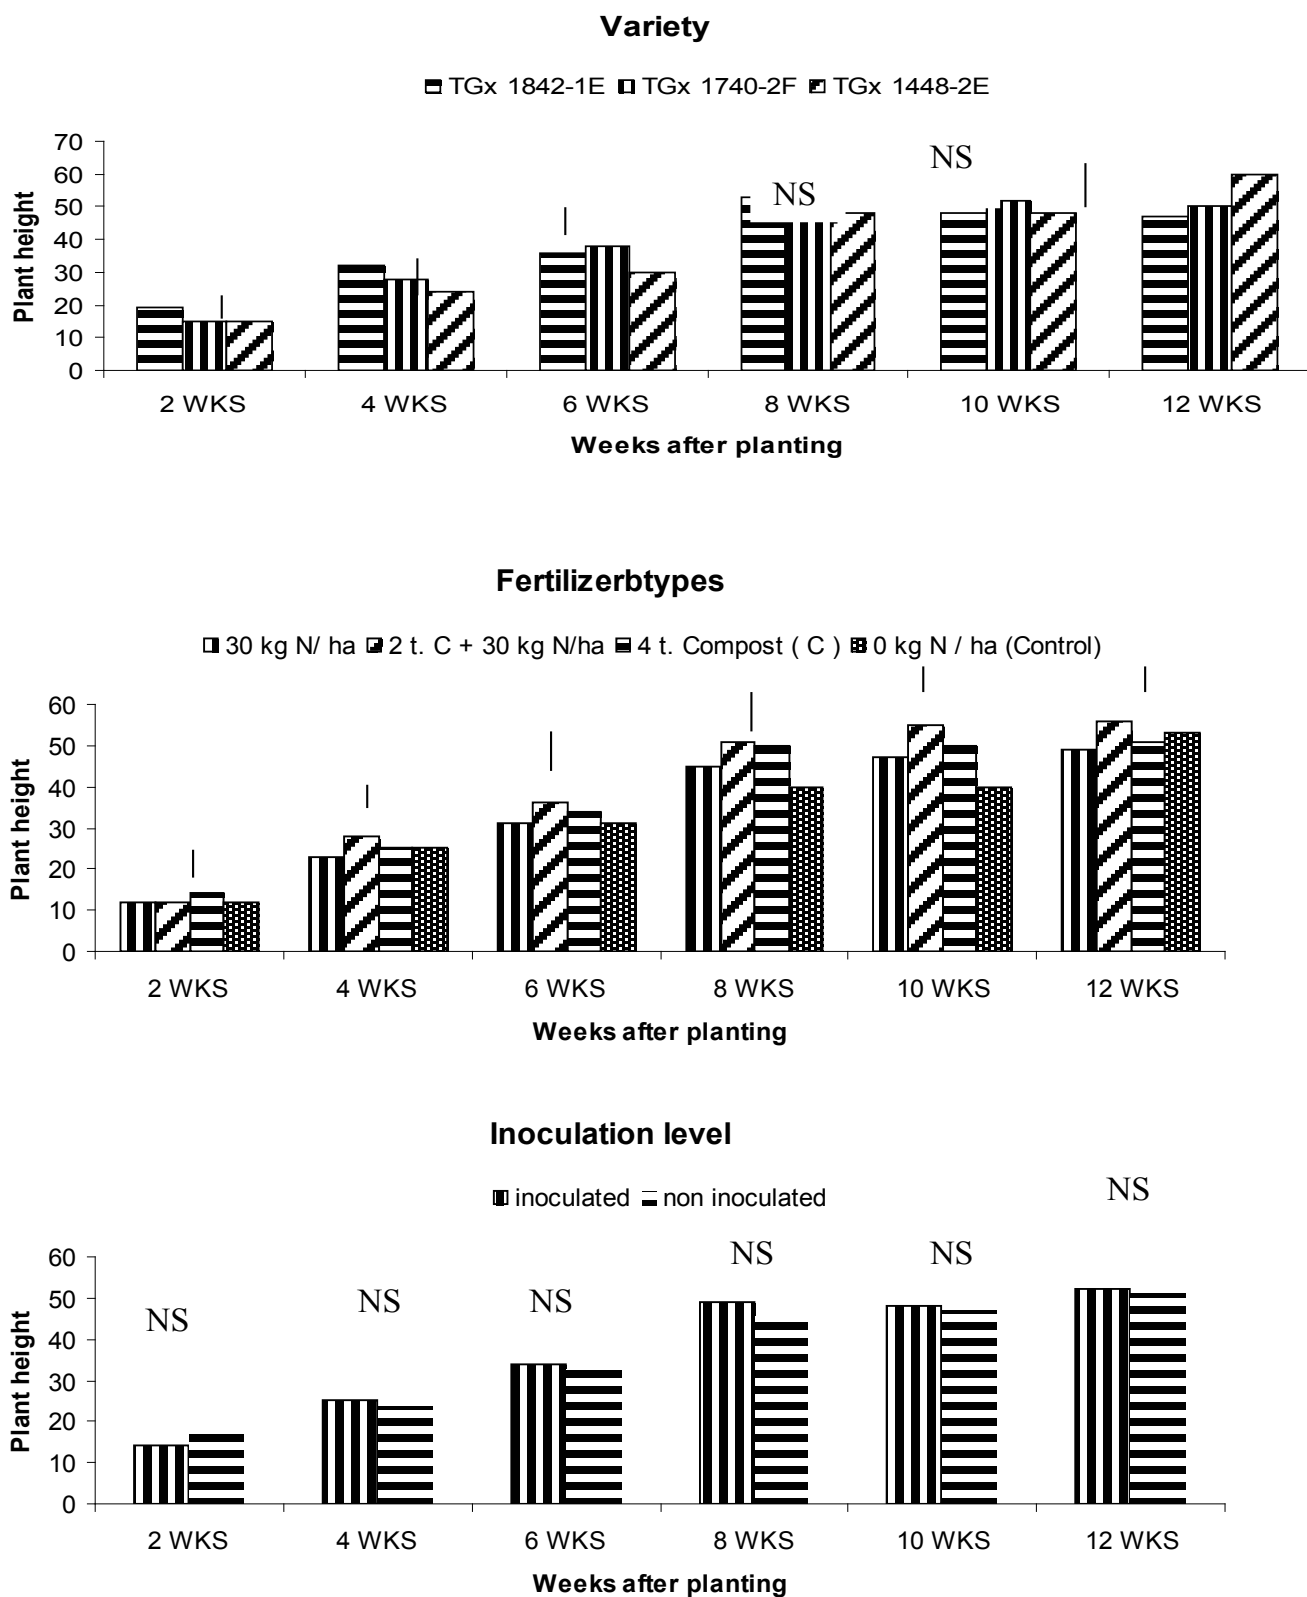 Variety
TGx 1842-1E TGx 1740-2F TGx 1448-2E
70
60
50
40
30
20
10
0
Plant height
NS
NS
2 WKS 4 WKS 6 WKS 8 WKS 10 WKS 12 WKS
Weeks after planting
Fertilizerbtypes
30 kg N/ ha 2 t. C + 30 kg N/ha 4 t. Compost ( C ) 0 kg N / ha (Control)
60
50
40
30
20
10
0
Plant height
2 WKS 4 WKS 6 WKS 8 WKS 10 WKS 12 WKS
Weeks after planting
Inoculation level
inoculated non inoculated
60
50
40
30
20
10
0
Plant height
NS NS NS NS NS NS
2 WKS 4 WKS 6 WKS 8 WKS 10 WKS 12 WKS
Weeks after planting